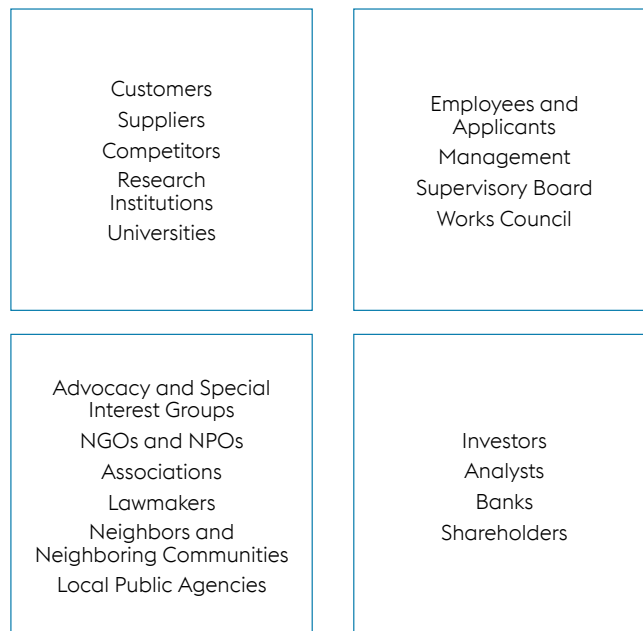 Customers
Suppliers
Competitors
Research
Institutions
Universities
Employees and
Applicants
Management
Supervisory Board
Works Council
Advocacy and Special
Interest Groups
NGOs and NPOs
Associations
Lawmakers
Neighbors and
Neighboring Communities
Local Public Agencies
Investors
Analysts
Banks
Shareholders